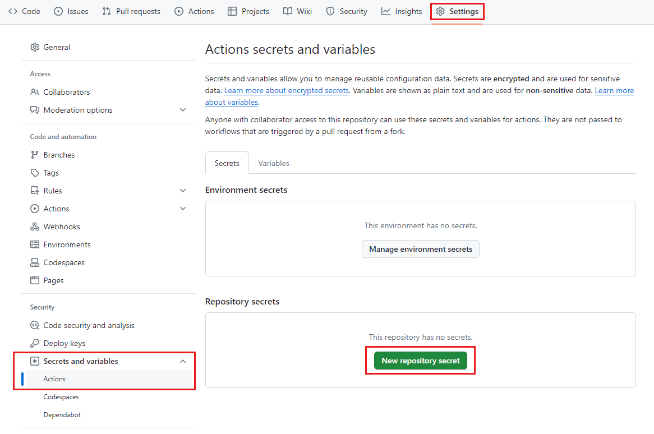 Code Issues Pull requests Actions Projects Wiki Security Insights Settings
General
Access
Collaborators
Moderation options
Code and automation
Branches
Tags
Rules
Actions
Webhooks
Environments
Codespaces
Pages
Security
Code security and analysis
Deploy keys
Secrets and variables
Actions
Codespaces
Dependabot
Actions secrets and variables
Secrets and variables allow you to manage reusable configuration data. Secrets are encrypted and are used for sensitive
data. Learn more about encrypted secrets. Variables are shown as plain text and are used for non-sensitive data. Learn more
about variables.
Anyone with collaborator access to this repository can use these secrets and variables for actions. They are not passed to
workflows that are triggered by a pull request from a fork.
Secrets Variables
Environment secrets
This environment has no secrets.
Manage environment secrets
Repository secrets
This repository has no secrets.
New repository secret